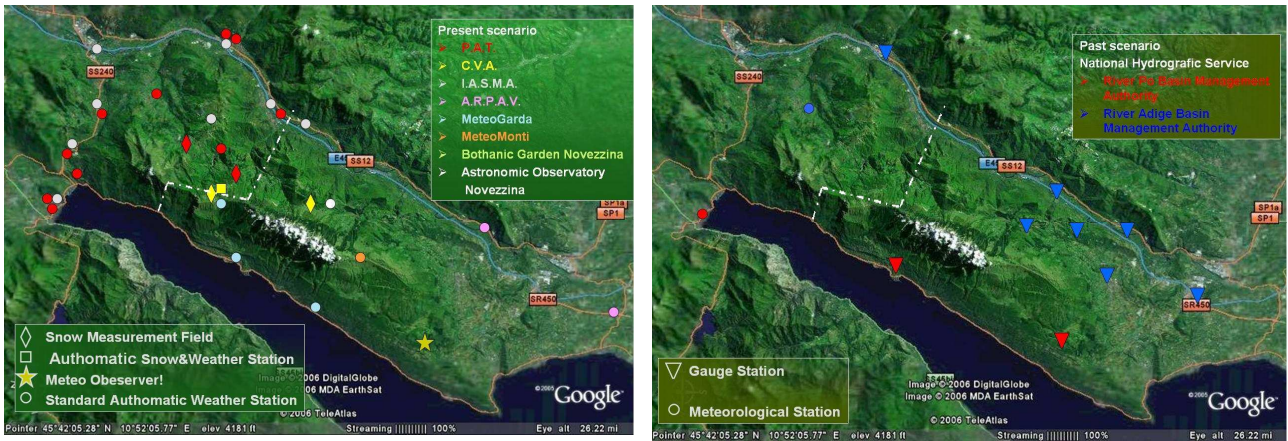 Present scenario
P.A.T.
C.V.A.
I.A.S.M.A.
A.R.P.A.V.
MeteoGarda
MeteoMonti
Bothanic Garden Novezzina
Astronomic Observatory
Novezzina
SS240
SS12
SP1a
SP1
SR450
Snow Measurement Field
Authomatic Snow&Weather Station
Meteo Obeserver!
Standard Authomatic Weather Station
Image © 2006 DigitalGlobe
Image © 2006 MDA EarthSat
© 2006 TeleAtlas
©2005 Google™
Pointer 45°42'05.28" N 10°52'05.77" E elev 4181 ft Streaming |||||||||| 100% Eye alt 26.22 mi
Past scenario
National Hydrografic Service
River Po Basin Management
Authority
River Adige Basin
Management Authority
SS240
SS12
SP1a
SP1
SR450
Gauge Station
Meteorological Station
Image © 2006 DigitalGlobe
Image © 2006 MDA EarthSat
© 2006 TeleAtlas
©2005 Google™
Pointer 45°42'05.28" N 10°52'05.77" E elev 4181 ft Streaming |||||||||| 100% Eye alt 26.22 mi